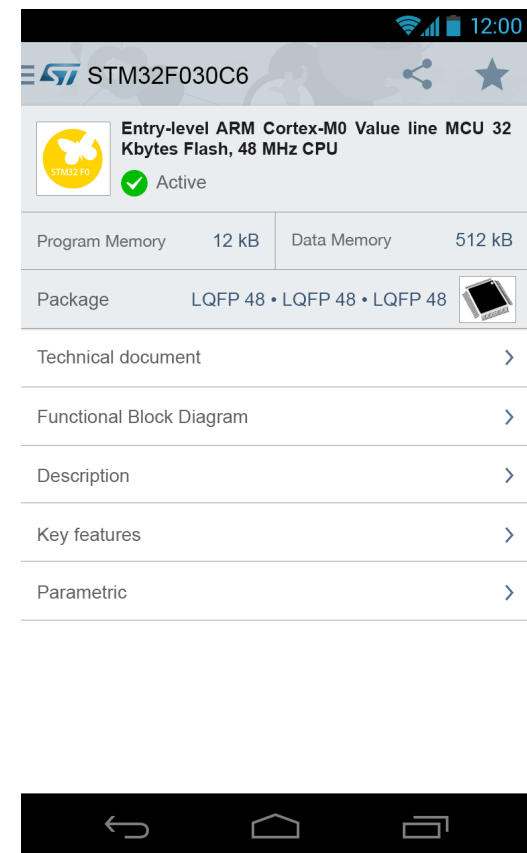 12:00
STM32F030C6
Entry-level ARM Cortex-M0 Value line MCU 32
Kbytes Flash, 48 MHz CPU
STM32 F0
Active
Program Memory 12 kB Data Memory 512 kB
Package LQFP 48 • LQFP 48 • LQFP 48
Technical document
Functional Block Diagram
Description
Key features
Parametric